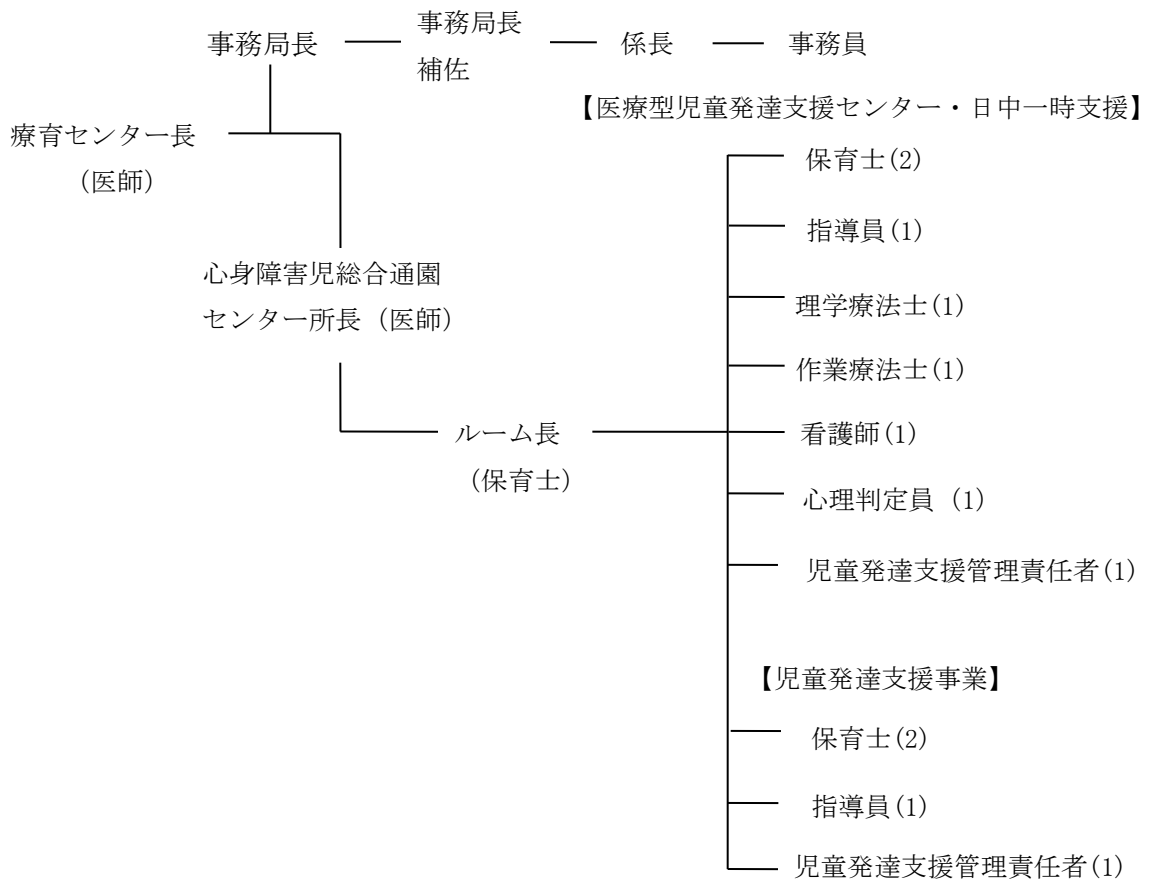 事務局長
事務局長
補佐
係長
事務員
【医療型児童発達支援センター・日中一時支援】
療育センター長
（医師）
保育士(2)
指導員(1)
心身障害児総合通園
センター所長（医師）
理学療法士(1)
作業療法士(1)
ルーム長
（保育士）
看護師(1)
心理判定員 (1)
児童発達支援管理責任者(1)
【児童発達支援事業】
保育士(2)
指導員(1)
児童発達支援管理責任者(1)